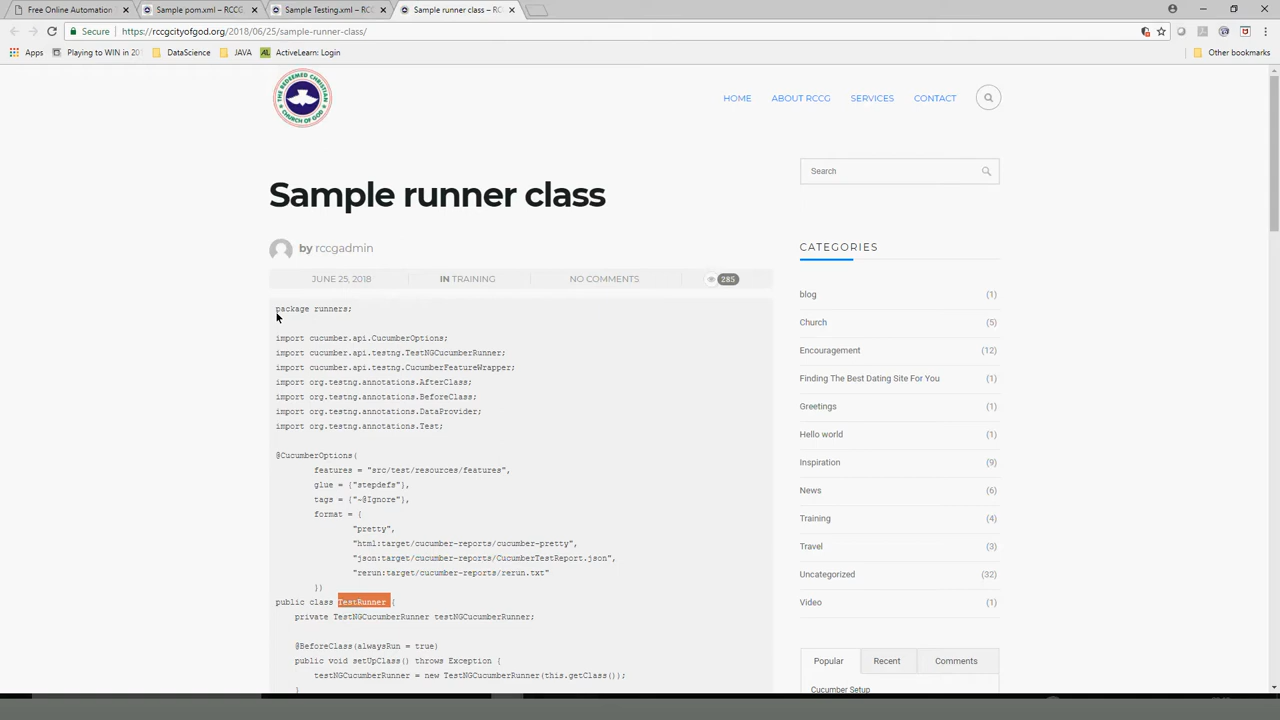 Free Online Automation
Sample pom.xml – RCCG
Sample Testing.xml – RCC
Sample runner class – RC
Secure
https://rccgcityofgod.org/2018/06/25/sample-runner-class/
Apps
Playing to WIN in 20
DataScience
JAVA
ActiveLearn: Login
Other bookmarks
THE REDEEMED CHRISTIAN CHURCH OF GOD
HOME
ABOUT RCCG
SERVICES
CONTACT
Sample runner class
by rccgadmin
JUNE 25, 2018
IN TRAINING
NO COMMENTS
285
package runners;
import cucumber.api.CucumberOptions;
import cucumber.api.testng.TestNGCucumberRunner;
import cucumber.api.testng.CucumberFeatureWrapper;
import org.testng.annotations.AfterClass;
import org.testng.annotations.BeforeClass;
import org.testng.annotations.DataProvider;
import org.testng.annotations.Test;
@CucumberOptions(
features = "src/test/resources/features",
glue = {"stepdefs"},
tags = {"~@Ignore"},
format = {
"pretty",
"html:target/cucumber-reports/cucumber-pretty",
"json:target/cucumber-reports/CucumberTestReport.json",
"rerun:target/cucumber-reports/rerun.txt"
})
public class TestRunner {
private TestNGCucumberRunner testNGCucumberRunner;
@BeforeClass(alwaysRun = true)
public void setUpClass() throws Exception {
testNGCucumberRunner = new TestNGCucumberRunner(this.getClass());
}
Search
CATEGORIES
blog (1)
Church (5)
Encouragement (12)
Finding The Best Dating Site For You (1)
Greetings (1)
Hello world (1)
Inspiration (9)
News (6)
Training (4)
Travel (3)
Uncategorized (32)
Video (1)
Popular
Recent
Comments
Cucumber Setup